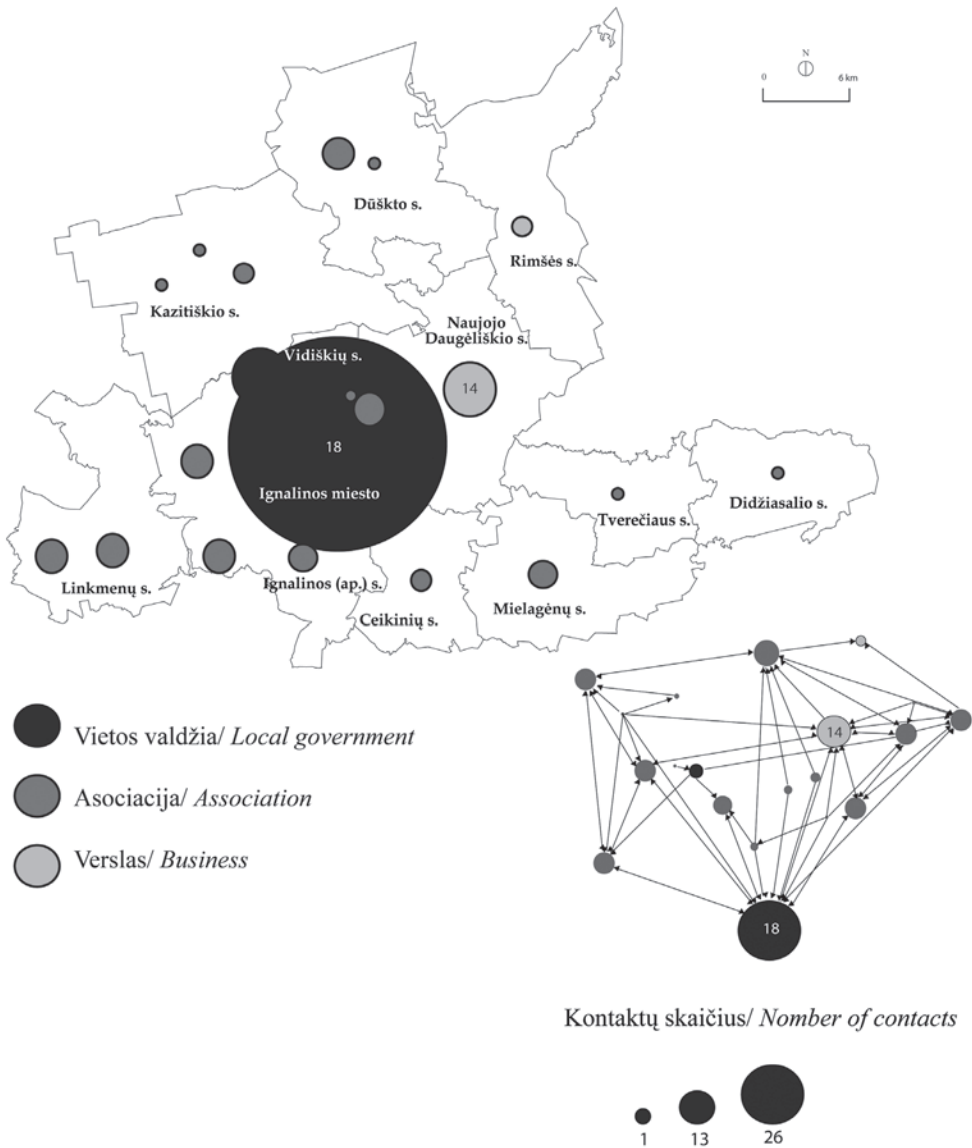 N
0 6 km
Dūškto s.
Rimšės s.
Kazitiškio s.
Naujojo
Daugėliškio s.
Vidiškių s.
14
18
Ignalinos miesto
Didžiasalio s.
Tverečiaus s.
Linkmenų s.
Ignalinos (ap.) s.
Ceikinių s.
Mielagėnų s.
Vietos valdžia/ Local government
Asociacija/ Association
Verslas/ Business
14
18
Kontaktų skaičius/ Nomber of contacts
1 13 26